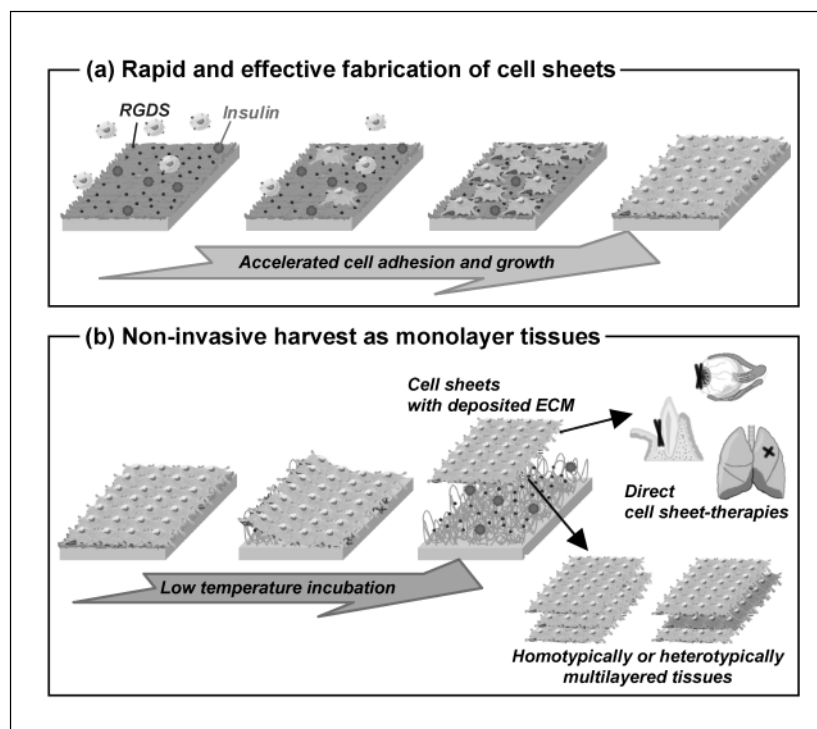 (a) Rapid and effective fabrication of cell sheets
RGDS
Insulin
Accelerated cell adhesion and growth
(b) Non-invasive harvest as monolayer tissues
Cell sheets
with deposited ECM
Direct
cell sheet-therapies
Low temperature incubation
Homotypically or heterotypically
multilayered tissues